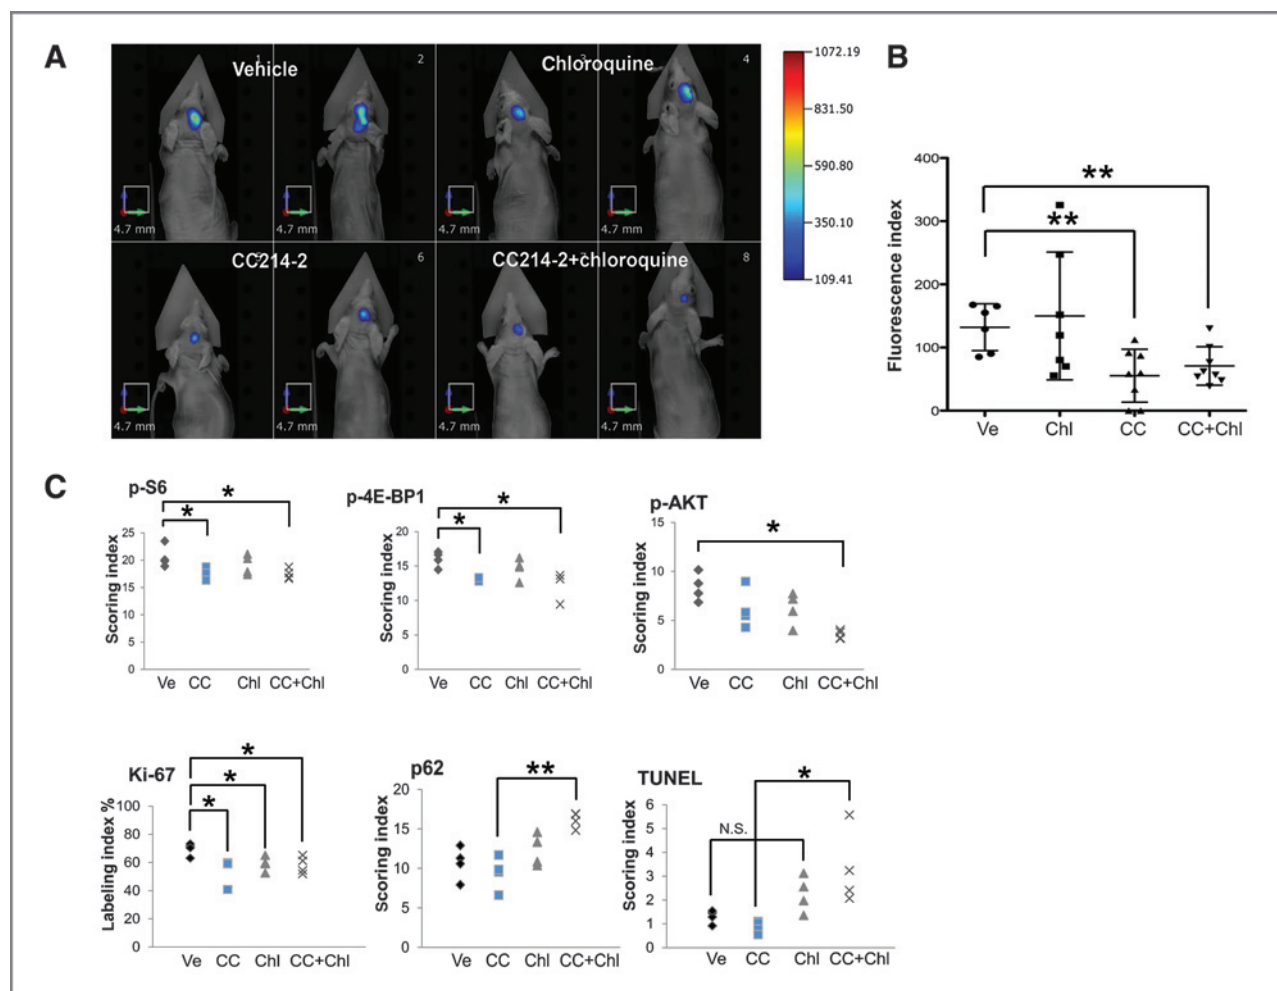 A
Vehicle
1
2
Chloroquine
3
4
4.7 mm
4.7 mm
4.7 mm
4.7 mm
CC214-2
5
6
CC214-2+chloroquine
7
8
4.7 mm
4.7 mm
4.7 mm
4.7 mm
1072.19
831.50
590.80
350.10
109.41
B
Fluorescence index
400
300
200
100
0
**
**
Ve Chl CC CC+Chl
C
p-S6
Scoring index
25
20
15
10
5
0
*
*
Ve CC Chl CC+Chl
p-4E-BP1
Scoring index
20
15
10
5
0
*
*
Ve CC Chl CC+Chl
p-AKT
Scoring index
15
10
5
0
*
Ve CC Chl CC+Chl
Ki-67
Labeling index %
100
80
60
40
20
0
*
*
*
Ve CC Chl CC+Chl
p62
Scoring index
20
15
10
5
0
**
Ve CC Chl CC+Chl
TUNEL
Scoring index
6
5
4
3
2
1
0
N.S.
*
Ve CC Chl CC+Chl